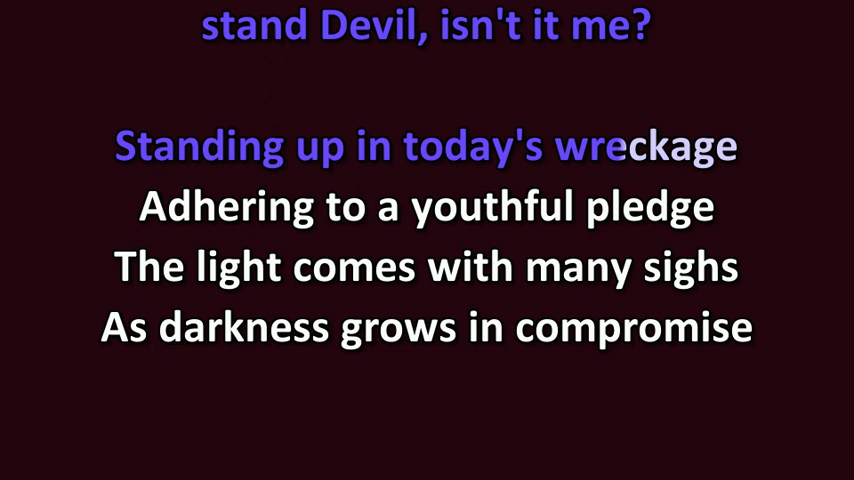 stand Devil, isn't it me?
Standing up in today's wreckage
Adhering to a youthful pledge
The light comes with many sighs
As darkness grows in compromise